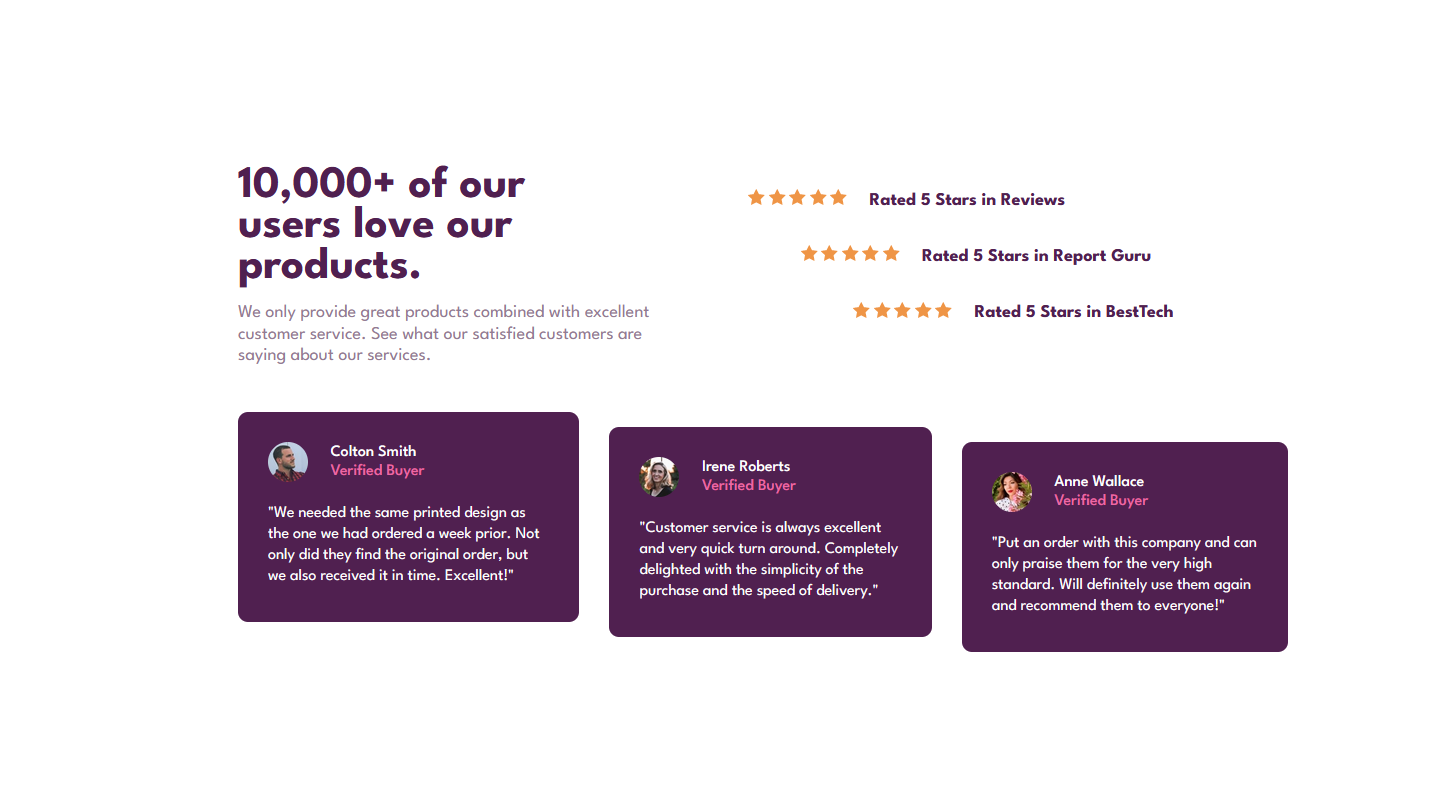 10,000+ of our
users love our
products.
We only provide great products combined with excellent
customer service. See what our satisfied customers are
saying about our services.
Rated 5 Stars in Reviews
Rated 5 Stars in Report Guru
Rated 5 Stars in BestTech
Colton Smith
Verified Buyer
"We needed the same printed design as
the one we had ordered a week prior. Not
only did they find the original order, but
we also received it in time. Excellent!"
Irene Roberts
Verified Buyer
"Customer service is always excellent
and very quick turn around. Completely
delighted with the simplicity of the
purchase and the speed of delivery."
Anne Wallace
Verified Buyer
"Put an order with this company and can
only praise them for the very high
standard. Will definitely use them again
and recommend them to everyone!"